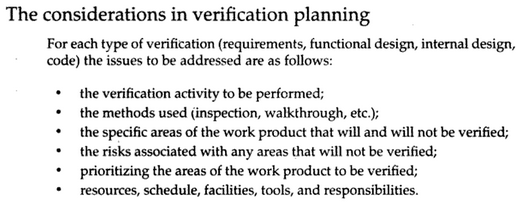 The considerations in verification planning
For each type of verification (requirements, functional design, internal design,
code) the issues to be addressed are as follows:
• the verification activity to be performed;
• the methods used (inspection, walkthrough, etc.);
• the specific areas of the work product that will and will not be verified;
• the risks associated with any areas that will not be verified;
• prioritizing the areas of the work product to be verified;
• resources, schedule, facilities, tools, and responsibilities.